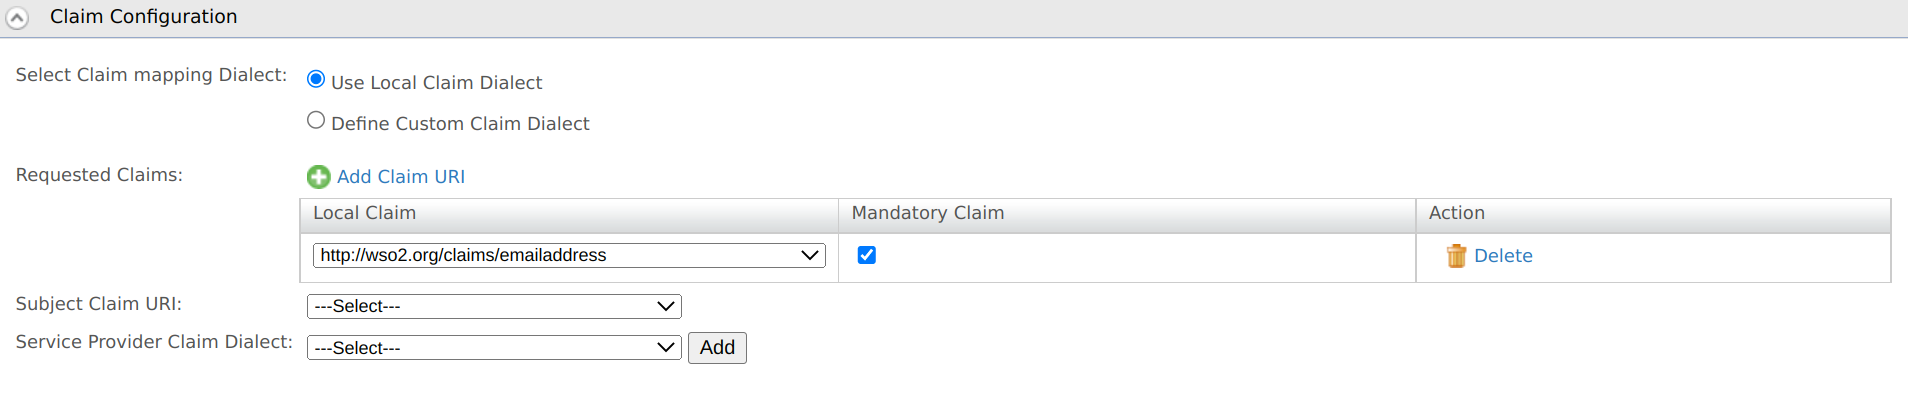 Claim Configuration
Select Claim mapping Dialect:
Use Local Claim Dialect
Define Custom Claim Dialect
Requested Claims:
Add Claim URI
Local Claim Mandatory Claim Action
http://wso2.org/claims/emailaddress Delete
Subject Claim URI: ---Select---
Service Provider Claim Dialect: ---Select--- Add